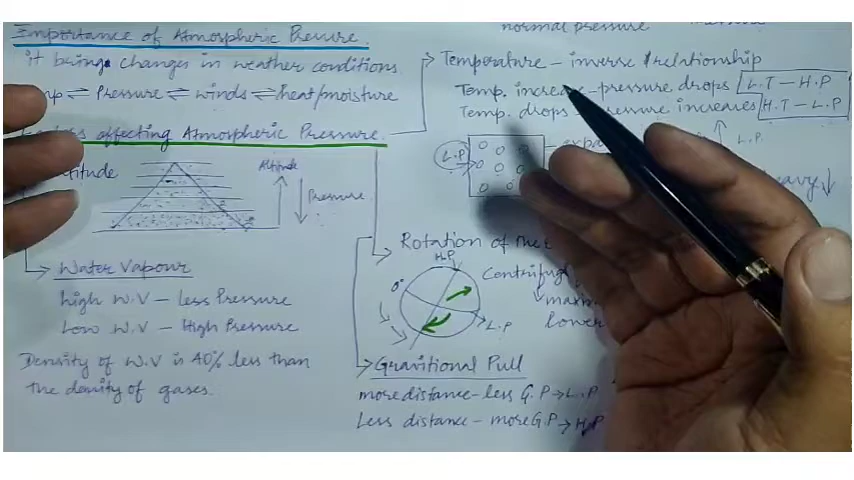 Importance of Atmospheric Pressure.
it brings changes in weather conditions
Pressure ⇌ winds ⇌ heat/moisture
affecting Atmospheric Pressure.
Altitude
Pressure
Water Vapour
high W.V – Less Pressure
Low W.V – High Pressure
Density of W.V is 40% less than
the density of gases.
normal pressure
Temperature – inverse relationship
Temp. increase – pressure drops L.T – H.P
Temp. drops – pressure increases H.T – L.P
L.P
L.P
heavy ↓
Rotation of the
H.P
0°
L.P
Centrifug
lower
Gravitional Pull
more distance – less G.P → L.P
Less distance – more G.P → H.P